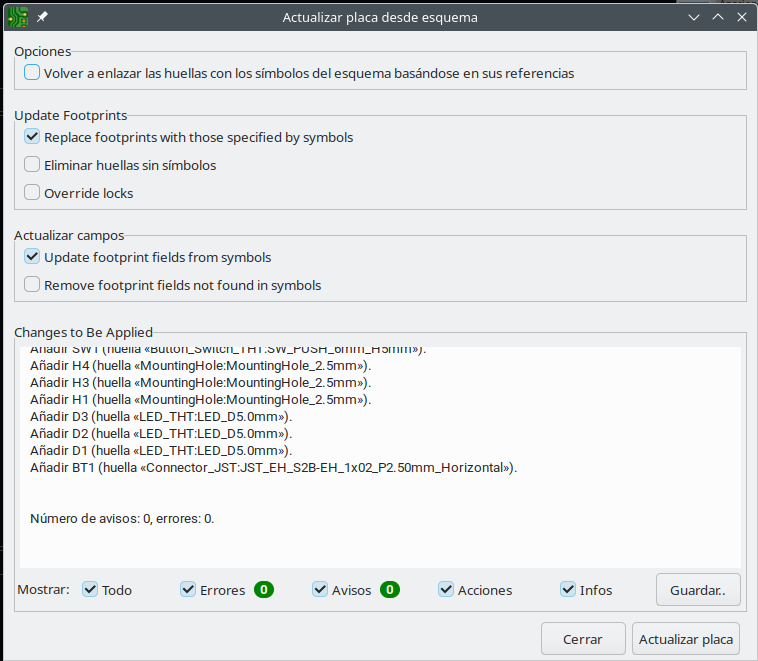 Actualizar placa desde esquema
Opciones
Volver a enlazar las huellas con los símbolos del esquema basándose en sus referencias
Update Footprints
Replace footprints with those specified by symbols
Eliminar huellas sin símbolos
Override locks
Actualizar campos
Update footprint fields from symbols
Remove footprint fields not found in symbols
Changes to Be Applied
Añadir SW1 (huella «Button_Switch_THT:SW_PUSH_6mm_H5mm»).
Añadir H4 (huella «MountingHole:MountingHole_2.5mm»).
Añadir H3 (huella «MountingHole:MountingHole_2.5mm»).
Añadir H1 (huella «MountingHole:MountingHole_2.5mm»).
Añadir D3 (huella «LED_THT:LED_D5.0mm»).
Añadir D2 (huella «LED_THT:LED_D5.0mm»).
Añadir D1 (huella «LED_THT:LED_D5.0mm»).
Añadir BT1 (huella «Connector_JST:JST_EH_S2B-EH_1x02_P2.50mm_Horizontal»).
Número de avisos: 0, errores: 0.
Mostrar: Todo Errores 0 Avisos 0 Acciones Infos Guardar..
Cerrar Actualizar placa